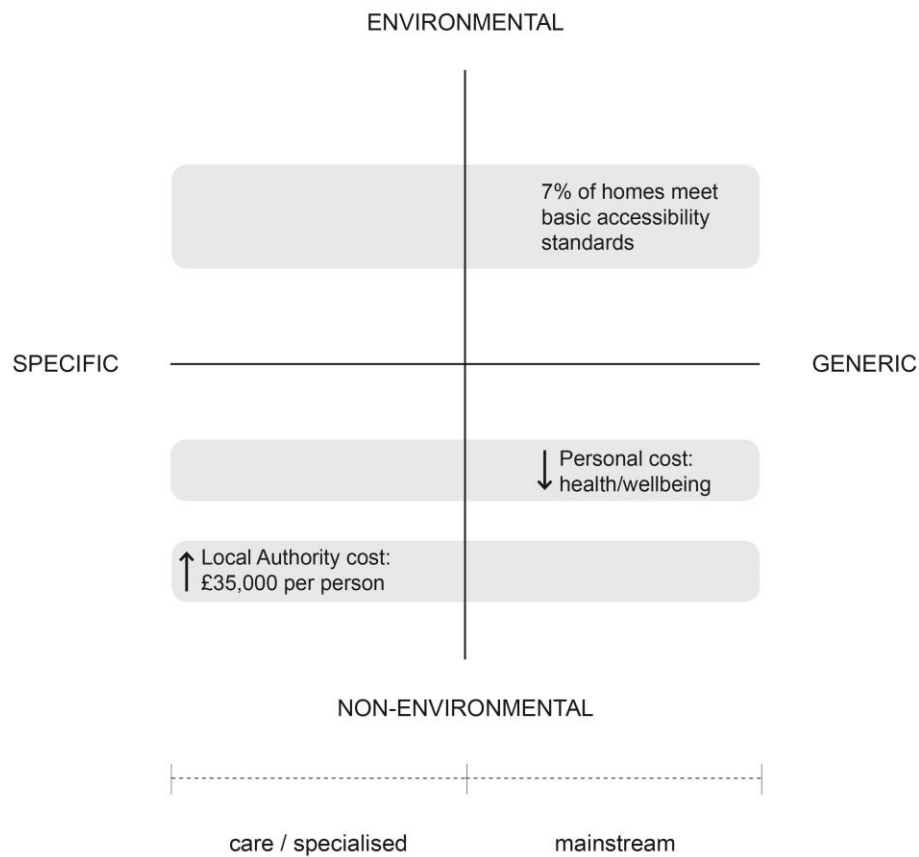 ENVIRONMENTAL
7% of homes meet
basic accessibility
standards
SPECIFIC
GENERIC
Personal cost:
health/wellbeing
Local Authority cost:
£35,000 per person
NON-ENVIRONMENTAL
care / specialised
mainstream